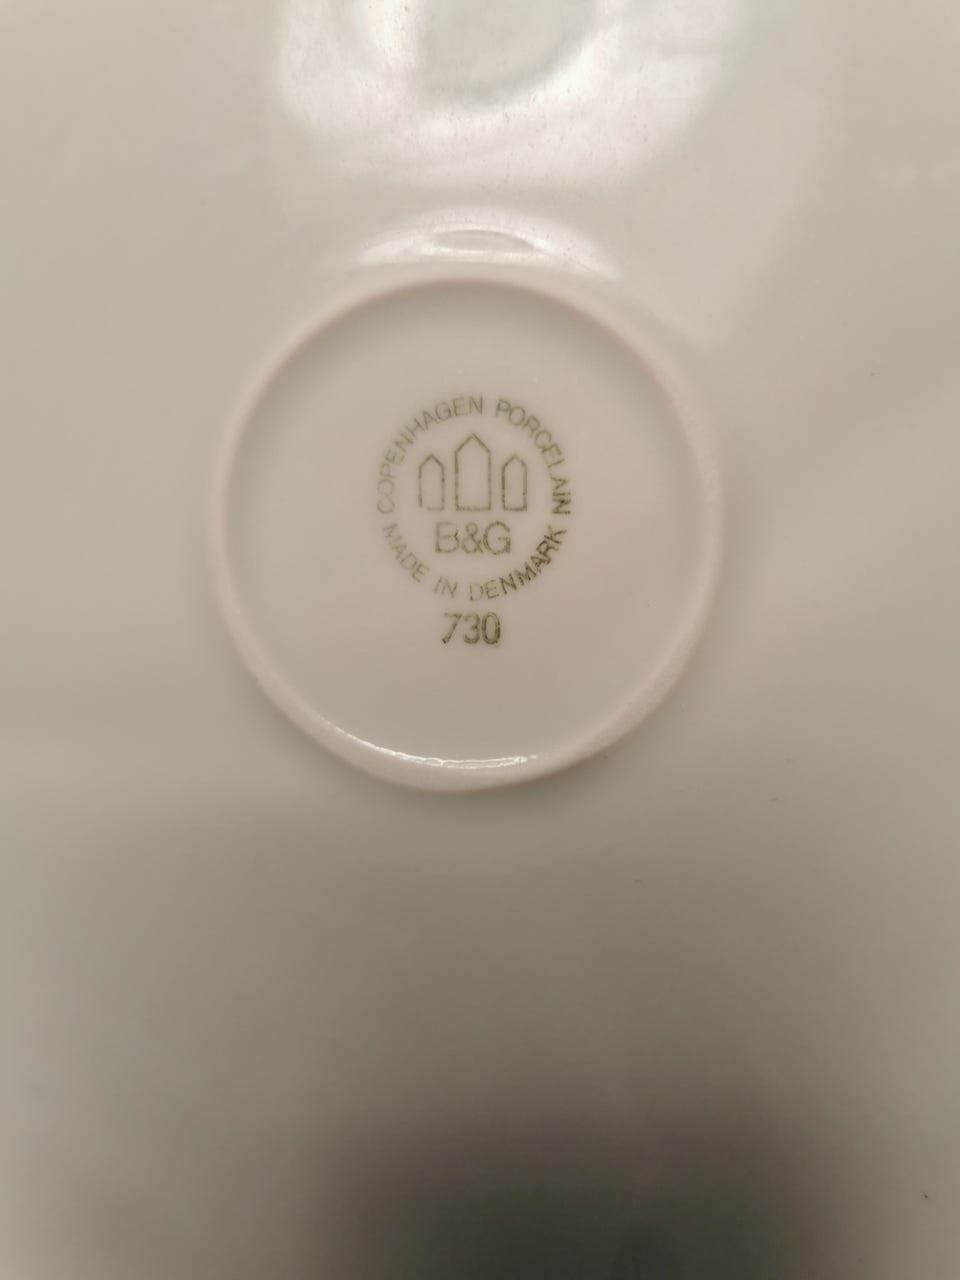 COPENHAGEN PORCELAIN
B&G
MADE IN DENMARK
730